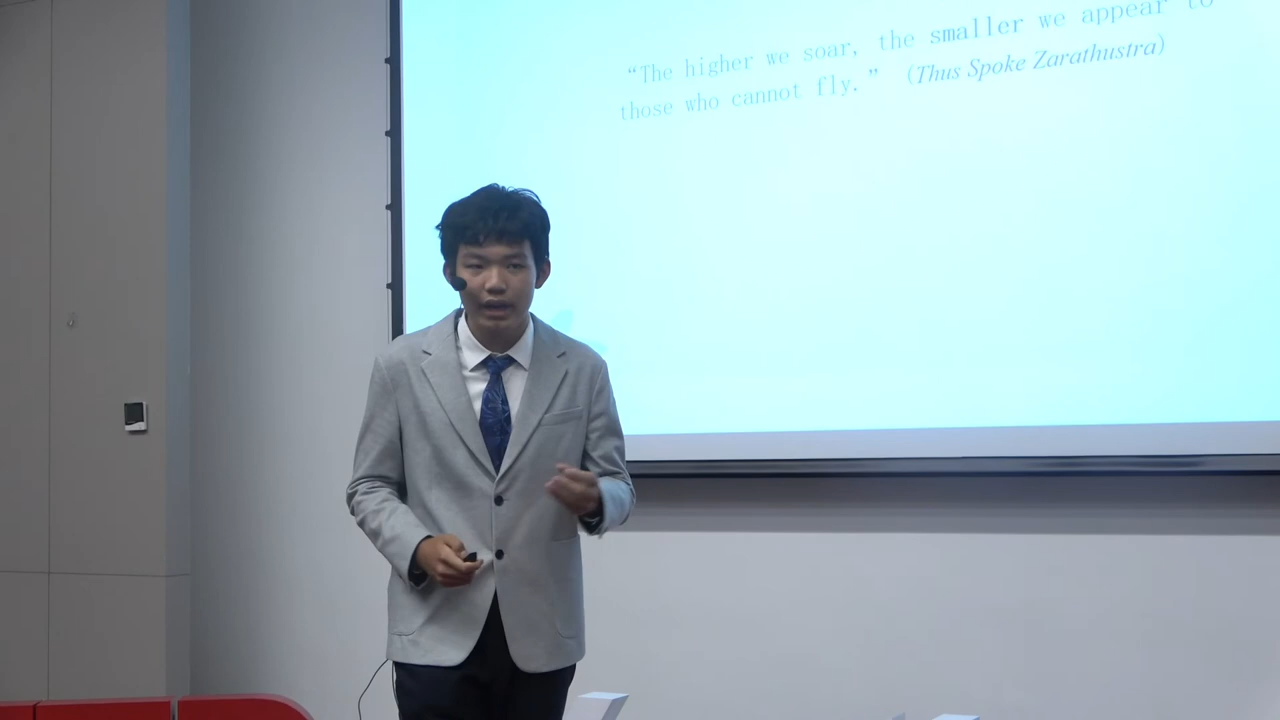 “The higher we soar, the smaller we appear to
those who cannot fly.” (Thus Spoke Zarathustra)